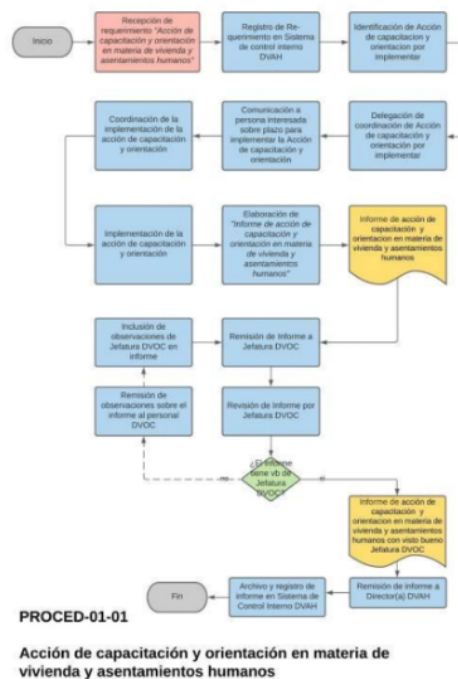 Inicio
Recepción de
requerimiento "Acción de
capacitación y orientación
en materia de vivienda y
asentamientos humanos"
Registro de Re-
querimiento en Sistema
de control interno
DVAH
Identificación de Acción
de capacitacion y
orientacion por
implementar
Coordinación de la
implementación de la
acción de capacitación
y orientación
Comunicación a
persona interesada
sobre plazo para
implementar la Acción
de capacitación y
orientación
Delegación de
coordinación de Acción
de capacitación y
orientación por
implementar
Implementación de la
acción de capacitación
y orientación
Elaboración de
"Informe de acción de
capacitación y
orientación en materia
de vivienda y
asentamientos
humanos"
Informe de acción de
capacitación y
orientacion en materia de
vivienda y asentamientos
humanos
Inclusión de
observaciones de
Jefatura DVOC en
informe
Remisión de Informe a
Jefatura DVOC
Remisión de
observaciones sobre el
informe al personal
DVOC
Revisión de Informe por
Jefatura DVOC
¿El informe
tiene vb de
Jefatura
DVOC?
no
si
Informe de acción de
capacitación y
orientacion en materia de
vivienda y asentamientos
humanos con visto bueno
Jefatura DVOC
Fin
Archivo y registro de
informe en Sistema de
Control Interno DVAH
Remisión de informe a
Director(a) DVAH
PROCED-01-01
Acción de capacitación y orientación en materia de
vivienda y asentamientos humanos